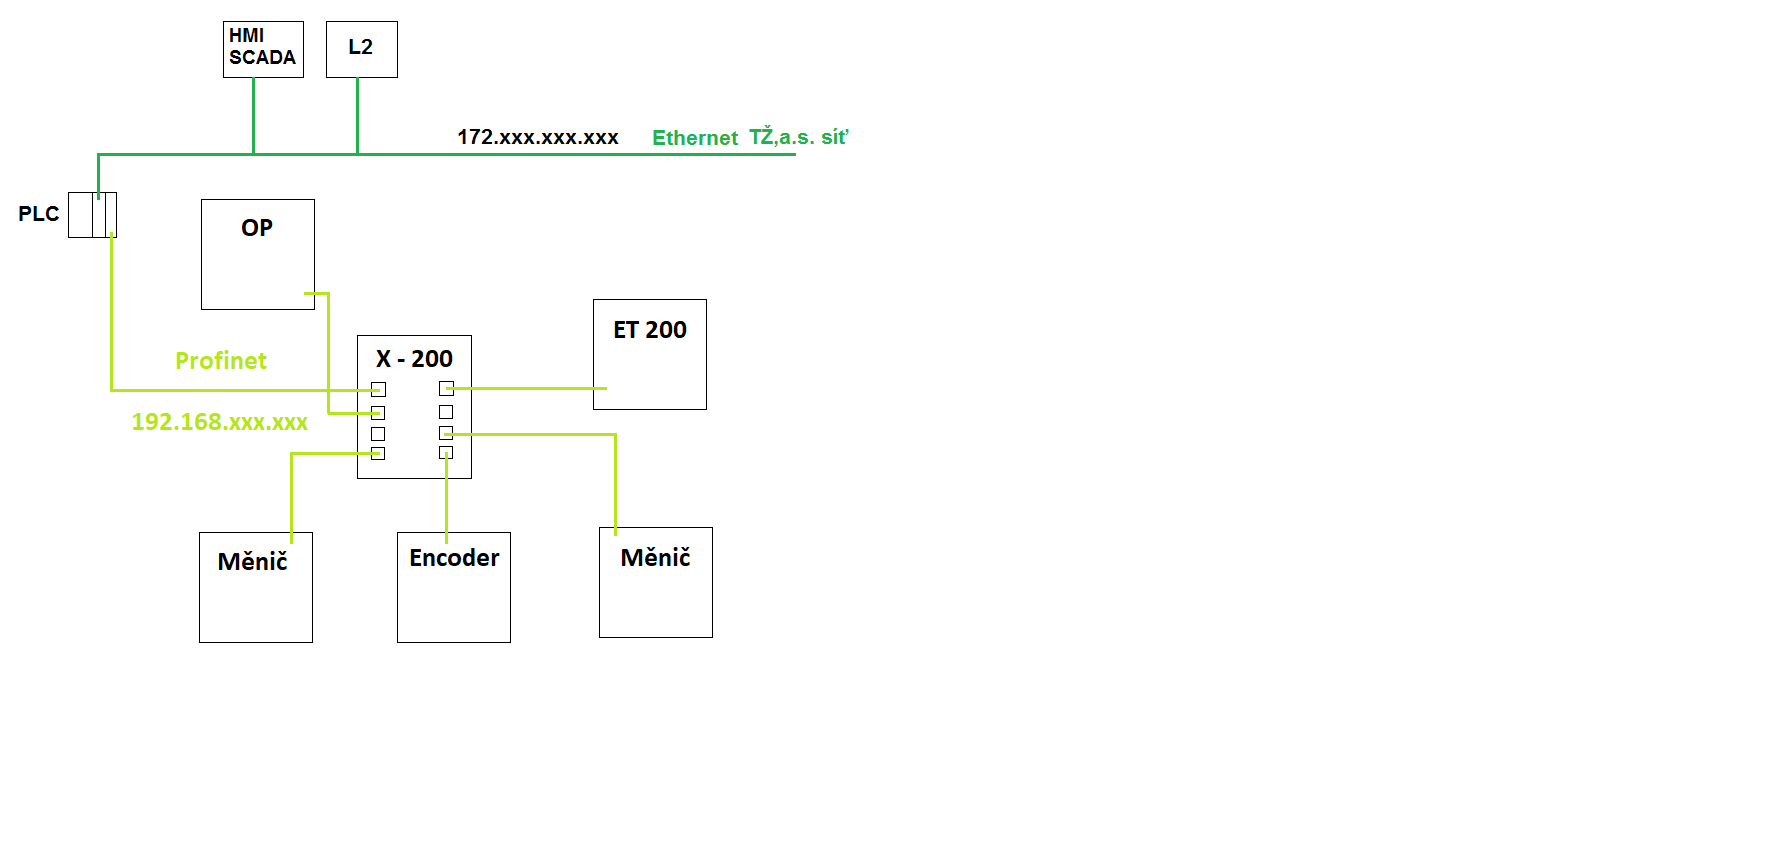 HMI
SCADA
L2
172.xxx.xxx.xxx Ethernet TŽ,a.s. síť
PLC
OP
ET 200
X - 200
Profinet
192.168.xxx.xxx
Měnič
Encoder
Měnič